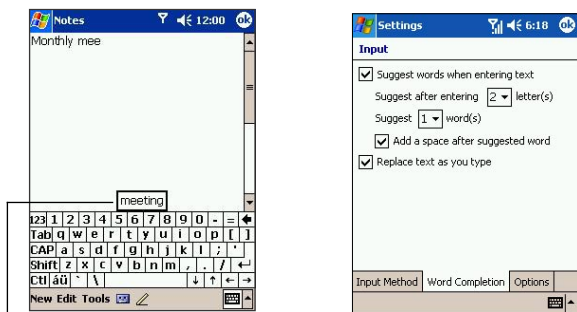 Notes 12:00 ok
Monthly mee
meeting
123 1 2 3 4 5 6 7 8 9 0 - =
Tab q w e r t y u i o p [ ]
CAP a s d f g h j k l ; '
Shift z x c v b n m , . /
Ctl áü ` \
New Edit Tools
Settings 6:18 ok
Input
Suggest words when entering text
Suggest after entering 2 letter(s)
Suggest 1 word(s)
Add a space after suggested word
Replace text as you type
Input Method Word Completion Options